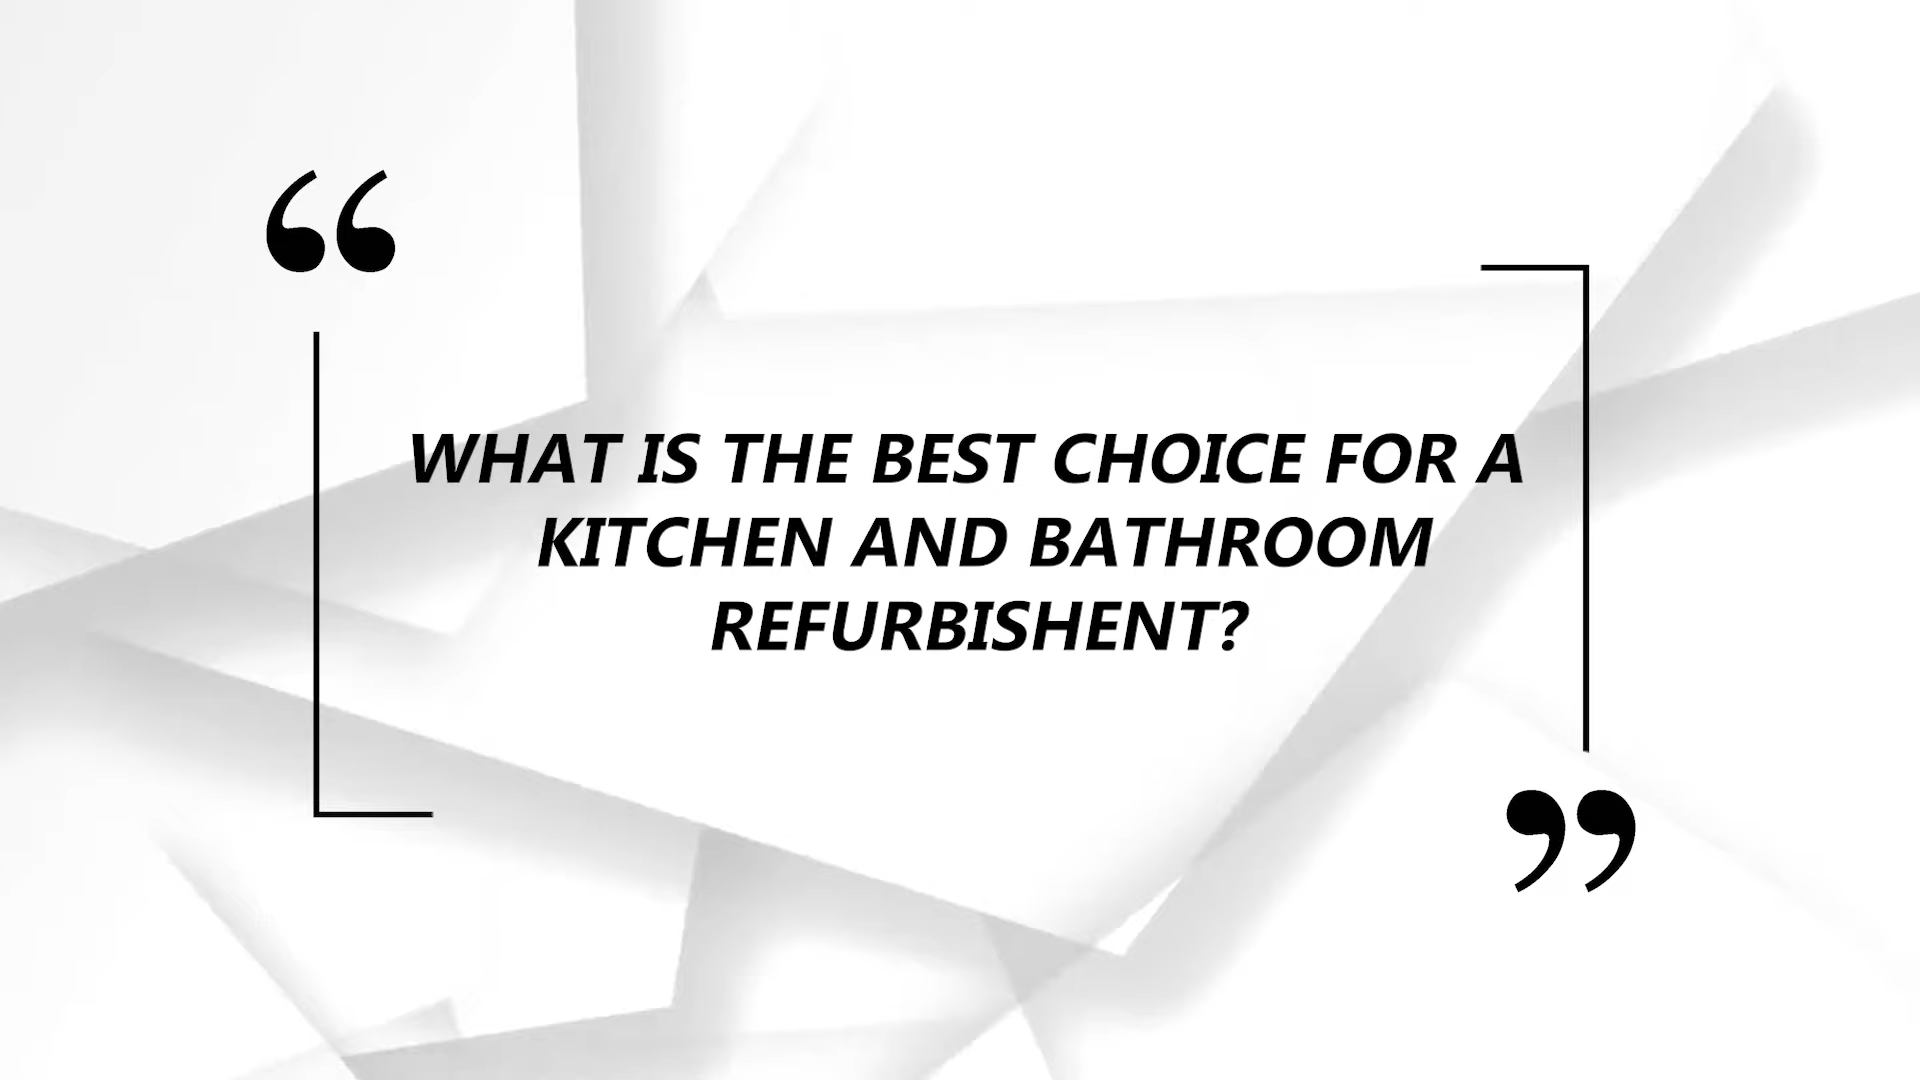 “
WHAT IS THE BEST CHOICE FOR A
KITCHEN AND BATHROOM
REFURBISHENT?
”